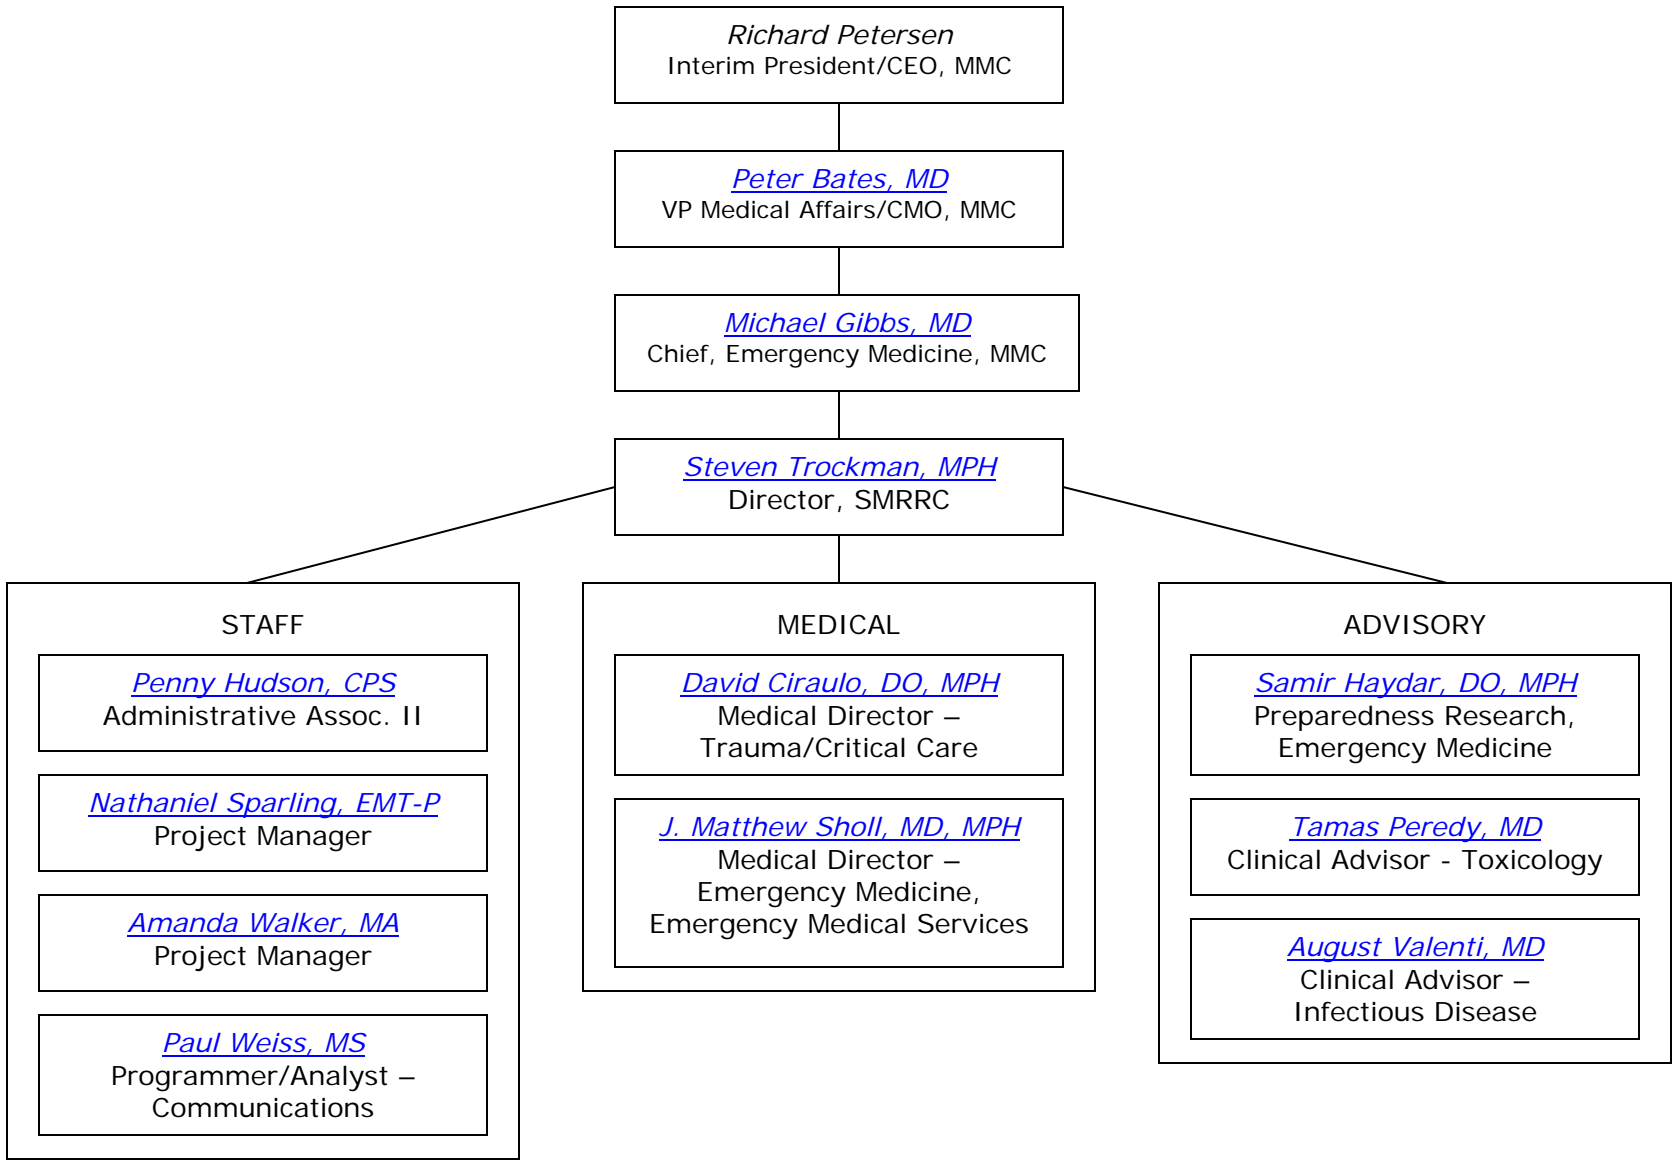 Richard Petersen
Interim President/CEO, MMC
Peter Bates, MD
VP Medical Affairs/CMO, MMC
Michael Gibbs, MD
Chief, Emergency Medicine, MMC
Steven Trockman, MPH
Director, SMRRC
STAFF
Penny Hudson, CPS
Administrative Assoc. II
Nathaniel Sparling, EMT-P
Project Manager
Amanda Walker, MA
Project Manager
Paul Weiss, MS
Programmer/Analyst –
Communications
MEDICAL
David Ciraulo, DO, MPH
Medical Director –
Trauma/Critical Care
J. Matthew Sholl, MD, MPH
Medical Director –
Emergency Medicine,
Emergency Medical Services
ADVISORY
Samir Haydar, DO, MPH
Preparedness Research,
Emergency Medicine
Tamas Peredy, MD
Clinical Advisor - Toxicology
August Valenti, MD
Clinical Advisor –
Infectious Disease